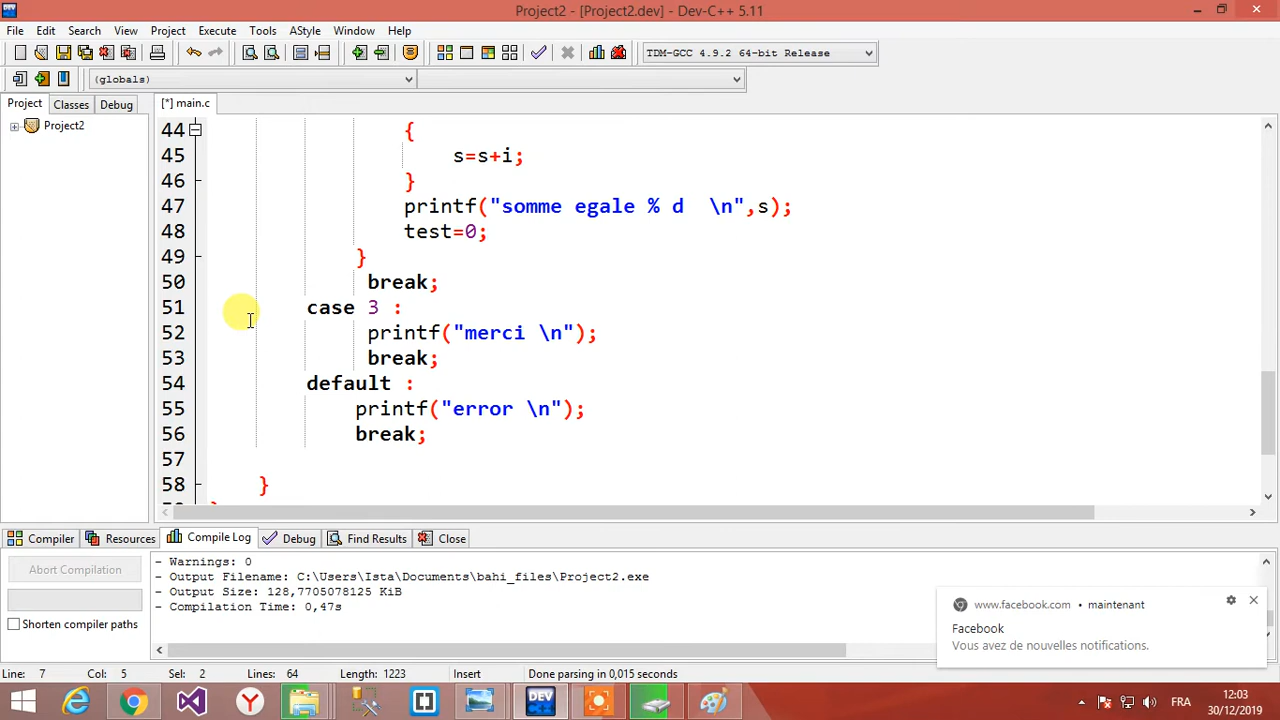 Project2 - [Project2.dev] - Dev-C++ 5.11
File Edit Search View Project Execute Tools AStyle Window Help
TDM-GCC 4.9.2 64-bit Release
(globals)
Project Classes Debug
[*] main.c
Project2
44 {
45 s=s+i;
46 }
47 printf("somme egale % d  \n",s);
48 test=0;
49 }
50 break;
51 case 3 :
52 printf("merci \n");
53 break;
54 default :
55 printf("error \n");
56 break;
57
58 }
Compiler Resources Compile Log Debug Find Results Close
Abort Compilation
Shorten compiler paths
- Warnings: 0
- Output Filename: C:\Users\Ista\Documents\bahi_files\Project2.exe
- Output Size: 128,7705078125 KiB
- Compilation Time: 0,47s
www.facebook.com • maintenant
Facebook
Vous avez de nouvelles notifications.
Line: 7 Col: 5 Sel: 2 Lines: 64 Length: 1223 Insert Done parsing in 0,015 seconds
DEV
FRA
12:03
30/12/2019